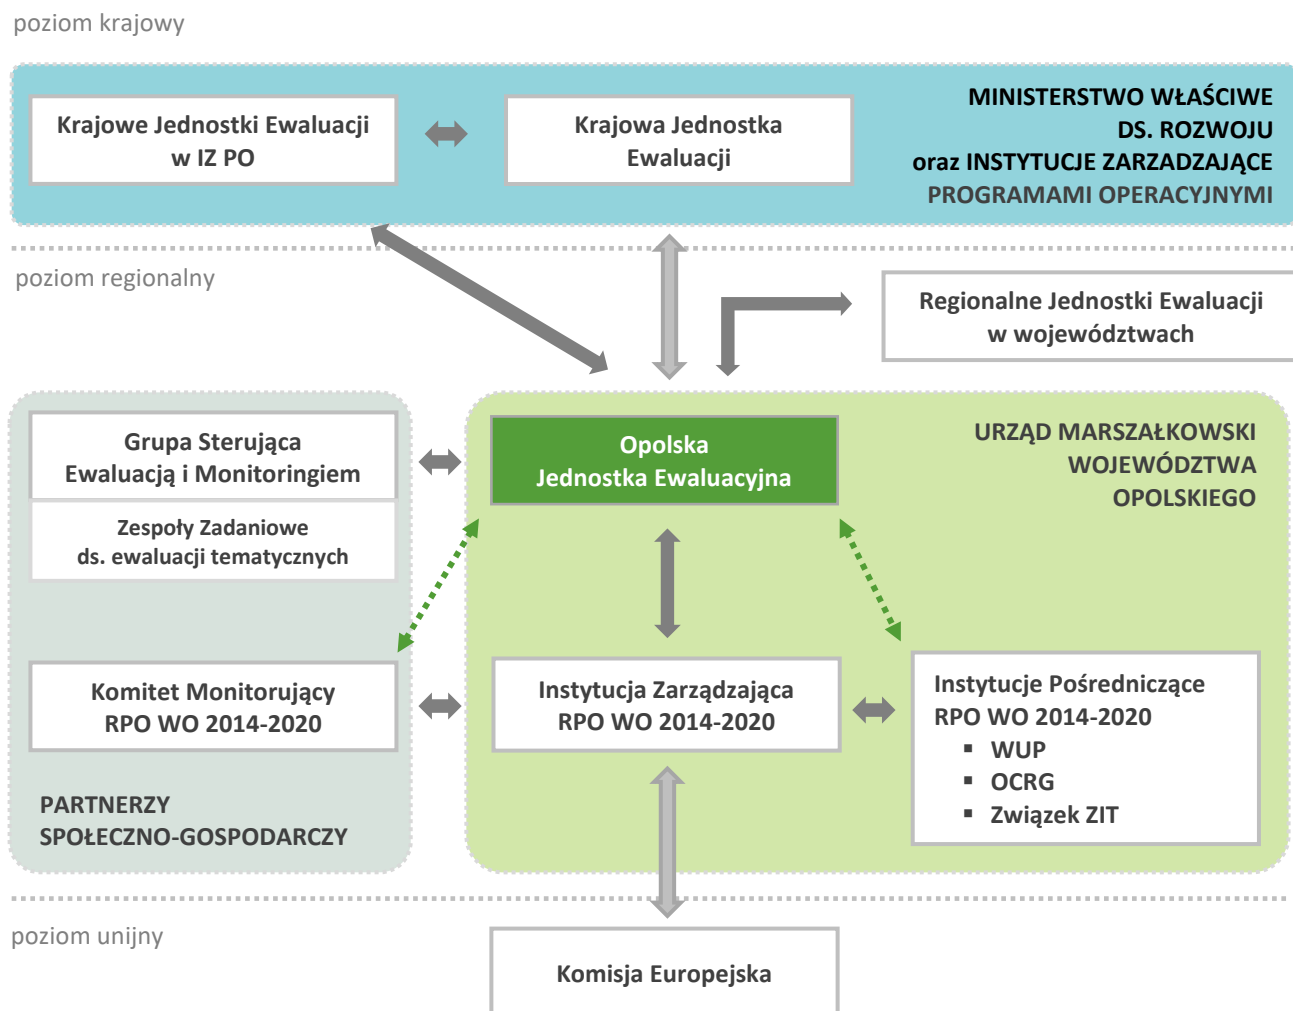 poziom krajowy
Krajowe Jednostki Ewaluacji
w IZ PO
Krajowa Jednostka
Ewaluacji
MINISTERSTWO WŁAŚCIWE
DS. ROZWOJU
oraz INSTYTUCJE ZARZADZAJĄCE
PROGRAMAMI OPERACYJNYMI
poziom regionalny
Regionalne Jednostki Ewaluacji
w województwach
Grupa Sterująca
Ewaluacją i Monitoringiem
Zespoły Zadaniowe
ds. ewaluacji tematycznych
Opolska
Jednostka Ewaluacyjna
URZĄD MARSZAŁKOWSKI
WOJEWÓDZTWA
OPOLSKIEGO
Komitet Monitorujący
RPO WO 2014-2020
Instytucja Zarządzająca
RPO WO 2014-2020
Instytucje Pośredniczące
RPO WO 2014-2020
▪ WUP
▪ OCRG
▪ Związek ZIT
PARTNERZY
SPOŁECZNO-GOSPODARCZY
poziom unijny
Komisja Europejska